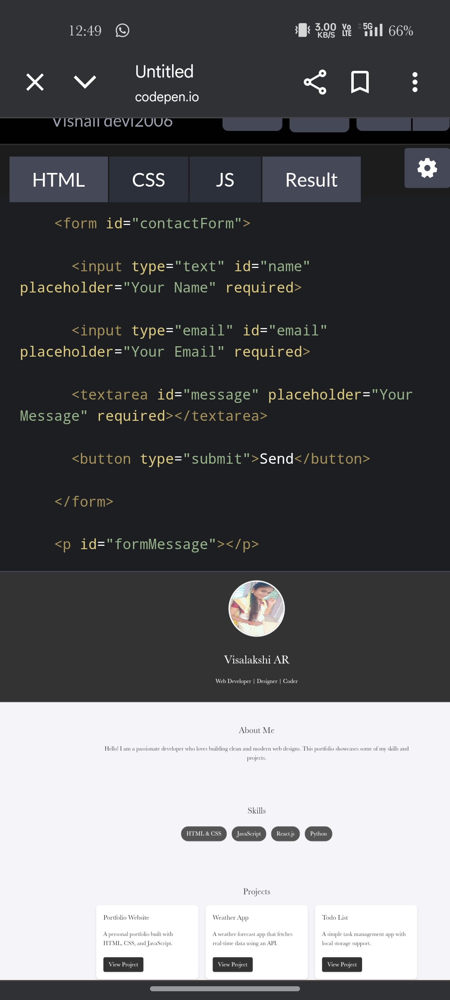 12:49 3.00 KB/S Vo LTE 5G 66%
Untitled
codepen.io
Vishali devi2006
HTML CSS JS Result
<form id="contactForm">
<input type="text" id="name"
placeholder="Your Name" required>
<input type="email" id="email"
placeholder="Your Email" required>
<textarea id="message" placeholder="Your
Message" required></textarea>
<button type="submit">Send</button>
</form>
<p id="formMessage"></p>
Visalakshi AR
Web Developer | Designer | Coder
About Me
Hello! I am a passionate developer who loves building clean and modern web designs. This portfolio showcases some of my skills and
projects.
Skills
HTML & CSS JavaScript React.js Python
Projects
Portfolio Website
A personal portfolio built with
HTML, CSS, and JavaScript.
View Project
Weather App
A weather forecast app that fetches
real-time data using an API.
View Project
Todo List
A simple task management app with
local storage support.
View Project